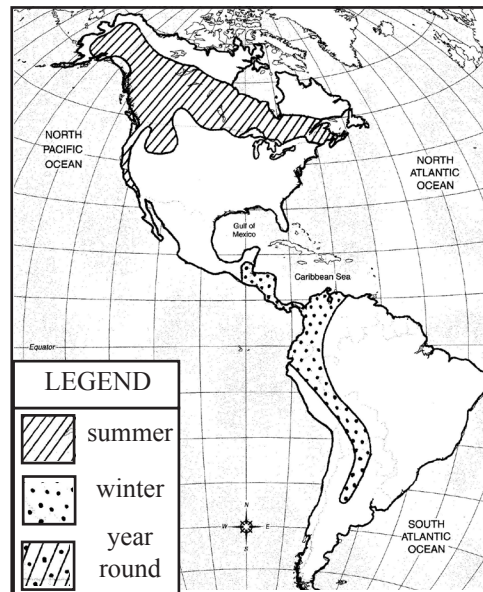 NORTH
PACIFIC
OCEAN
NORTH
ATLANTIC
OCEAN
Gulf of
Mexico
Caribbean Sea
Equator
LEGEND
summer
winter
year
round
N
W
E
S
SOUTH
ATLANTIC
OCEAN